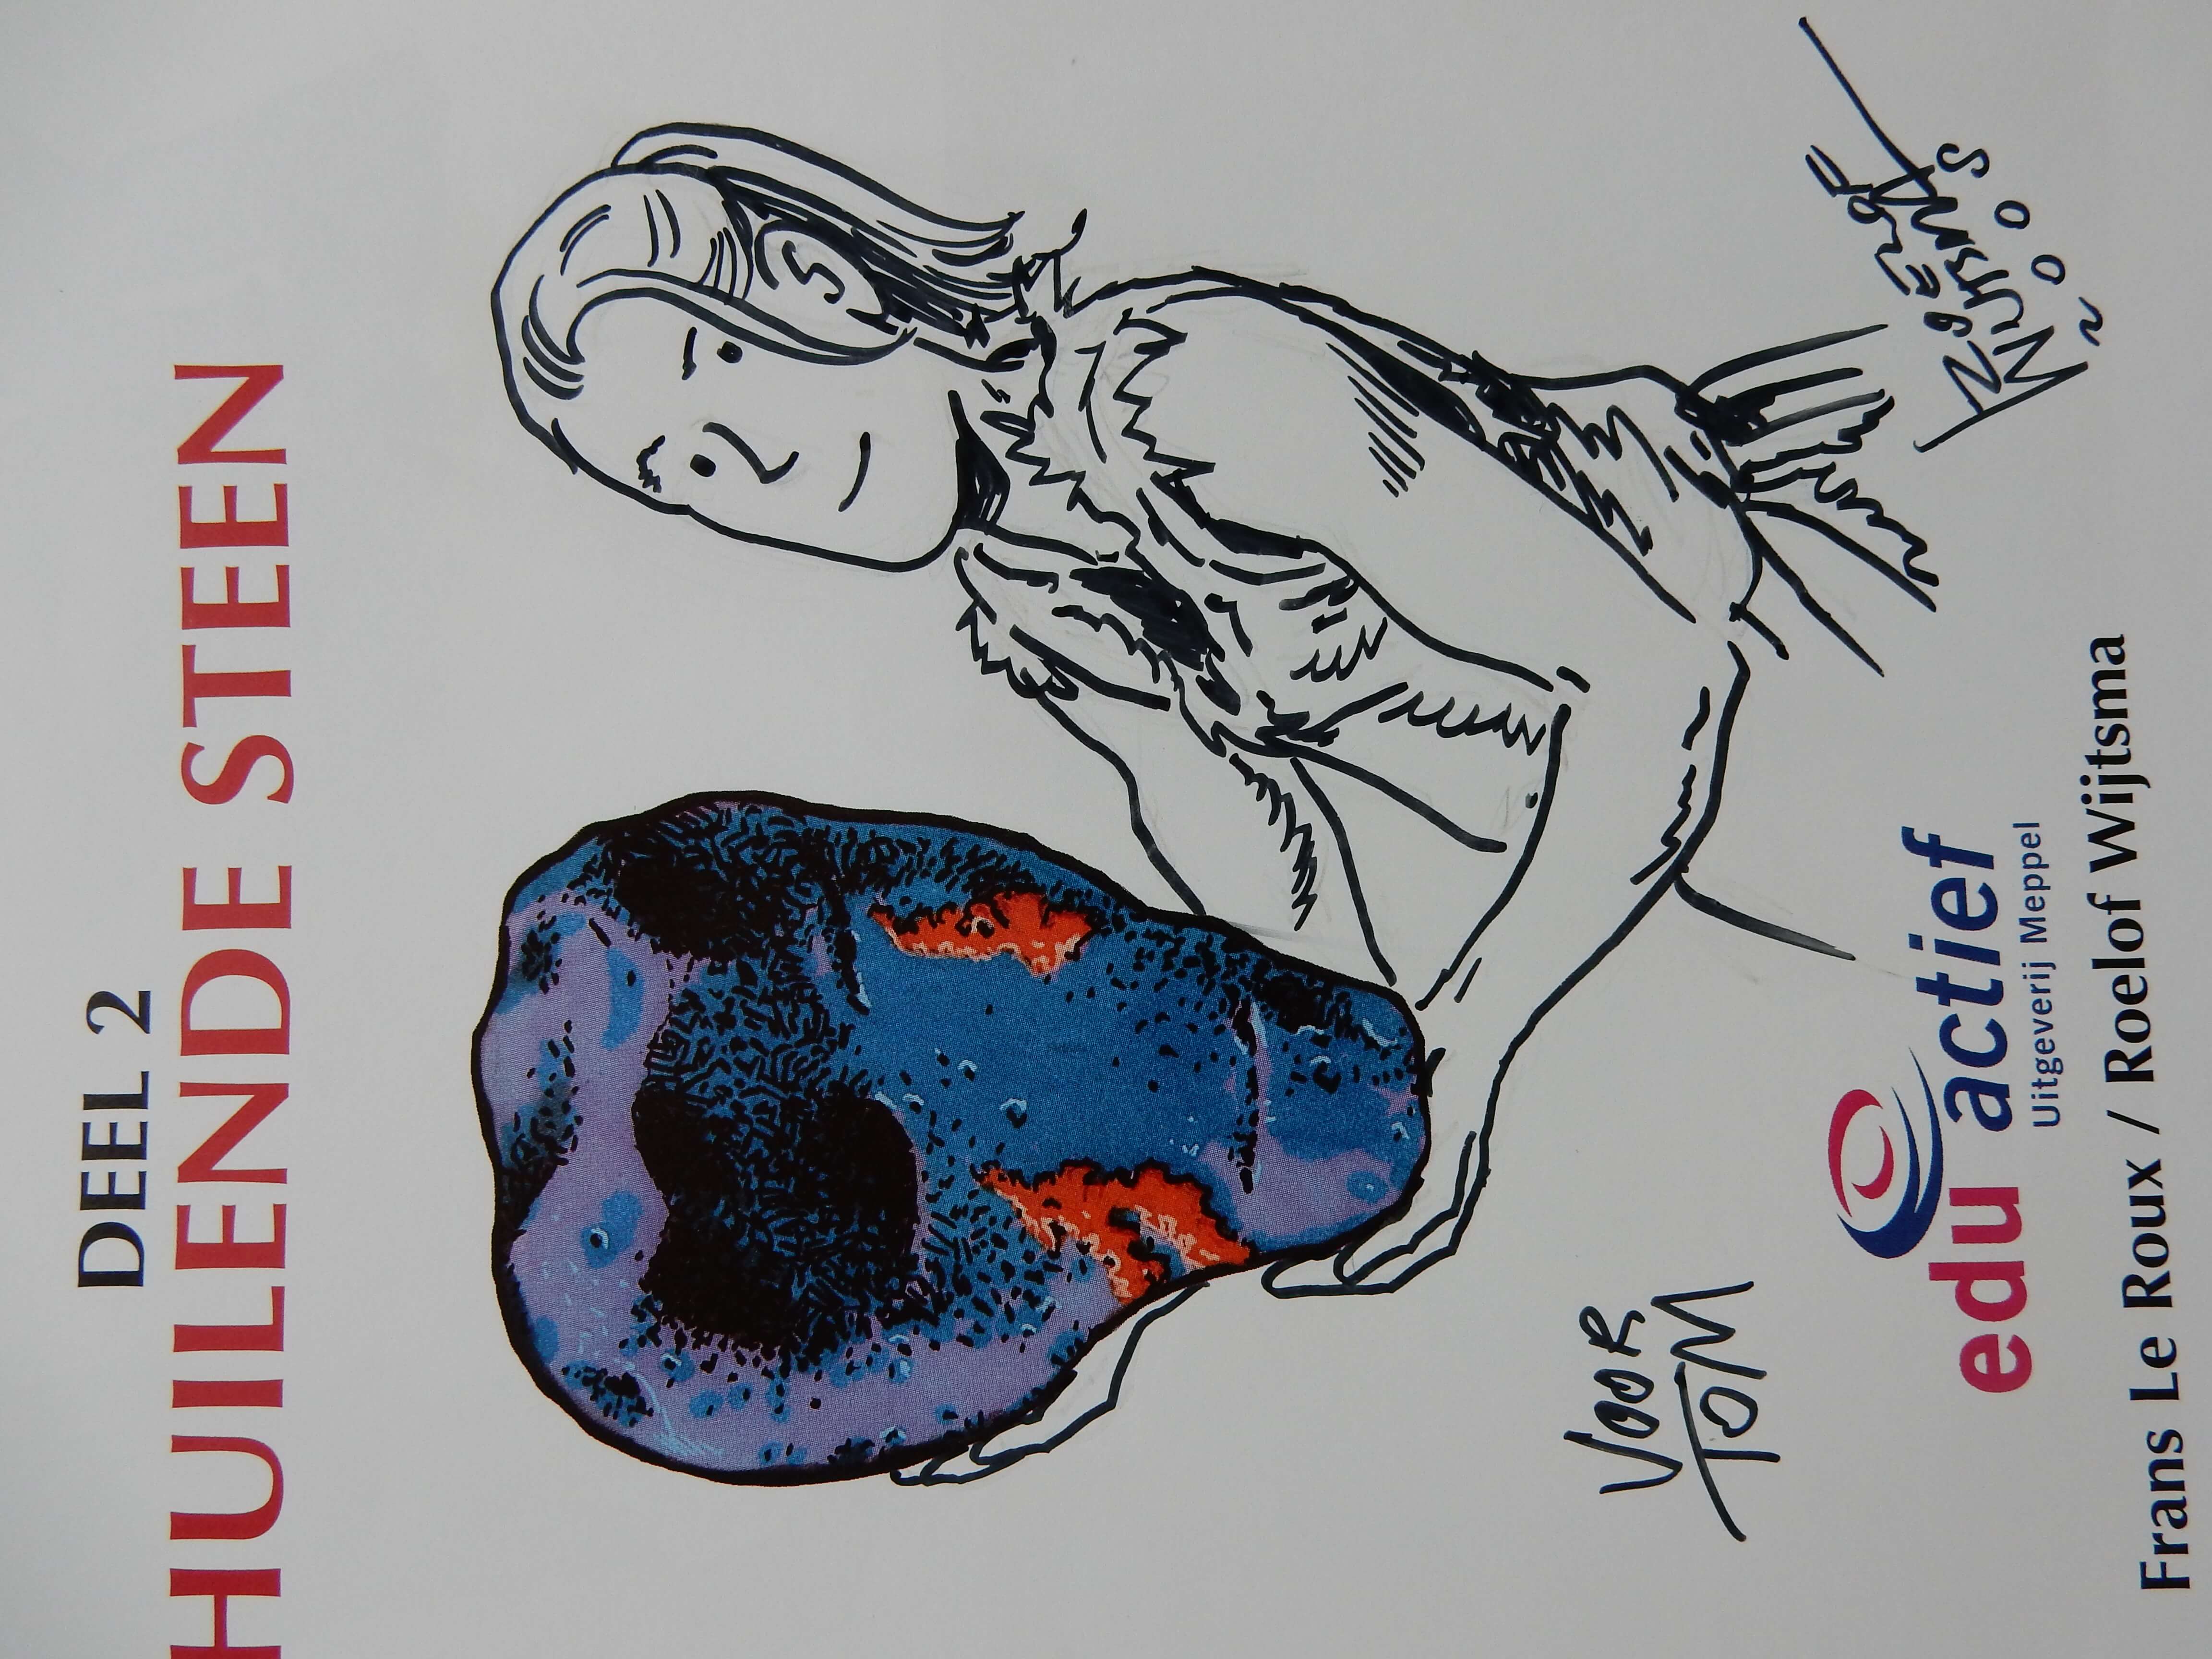 DEEL 2
HUILENDE STEEN
VOOR
TOM
edu actief
Uitgeverij Meppel
ROELOF
WIJTSMA
2005
Frans Le Roux / Roelof Wijtsma